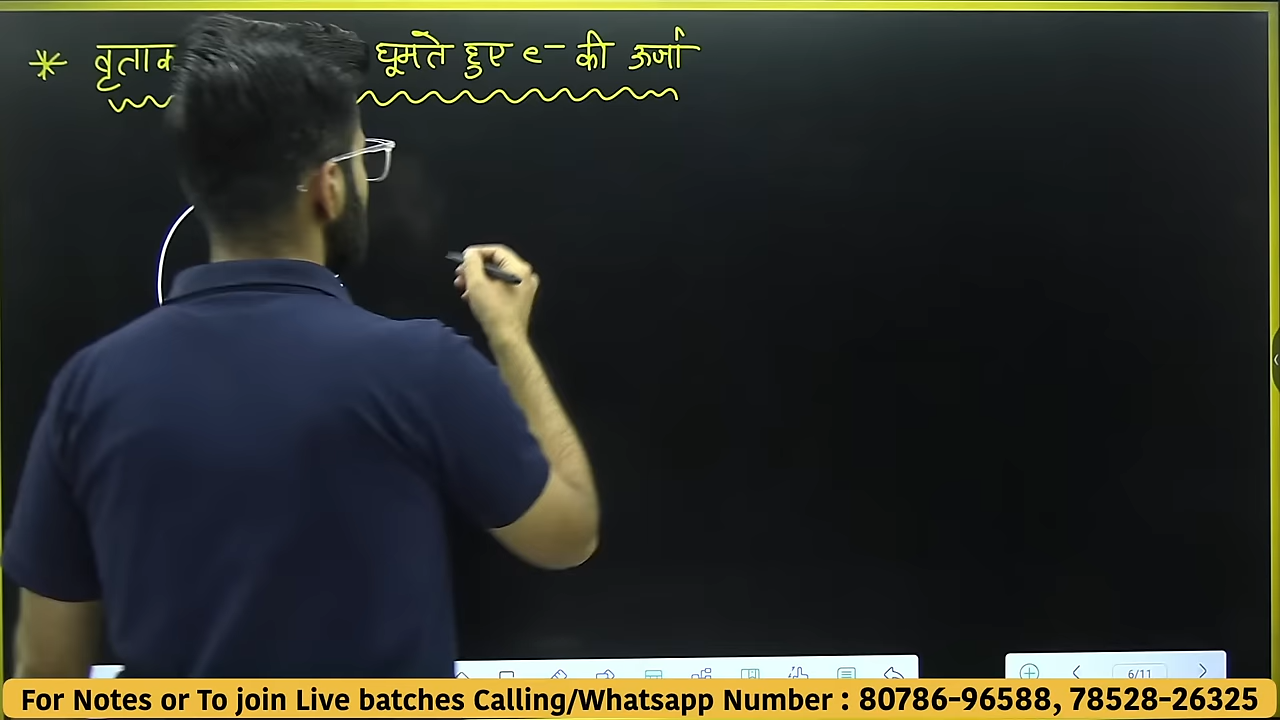 * घूमते हुए e- की ऊर्जा
6/11
For Notes or To join Live batches Calling/Whatsapp Number : 80786-96588, 78528-26325